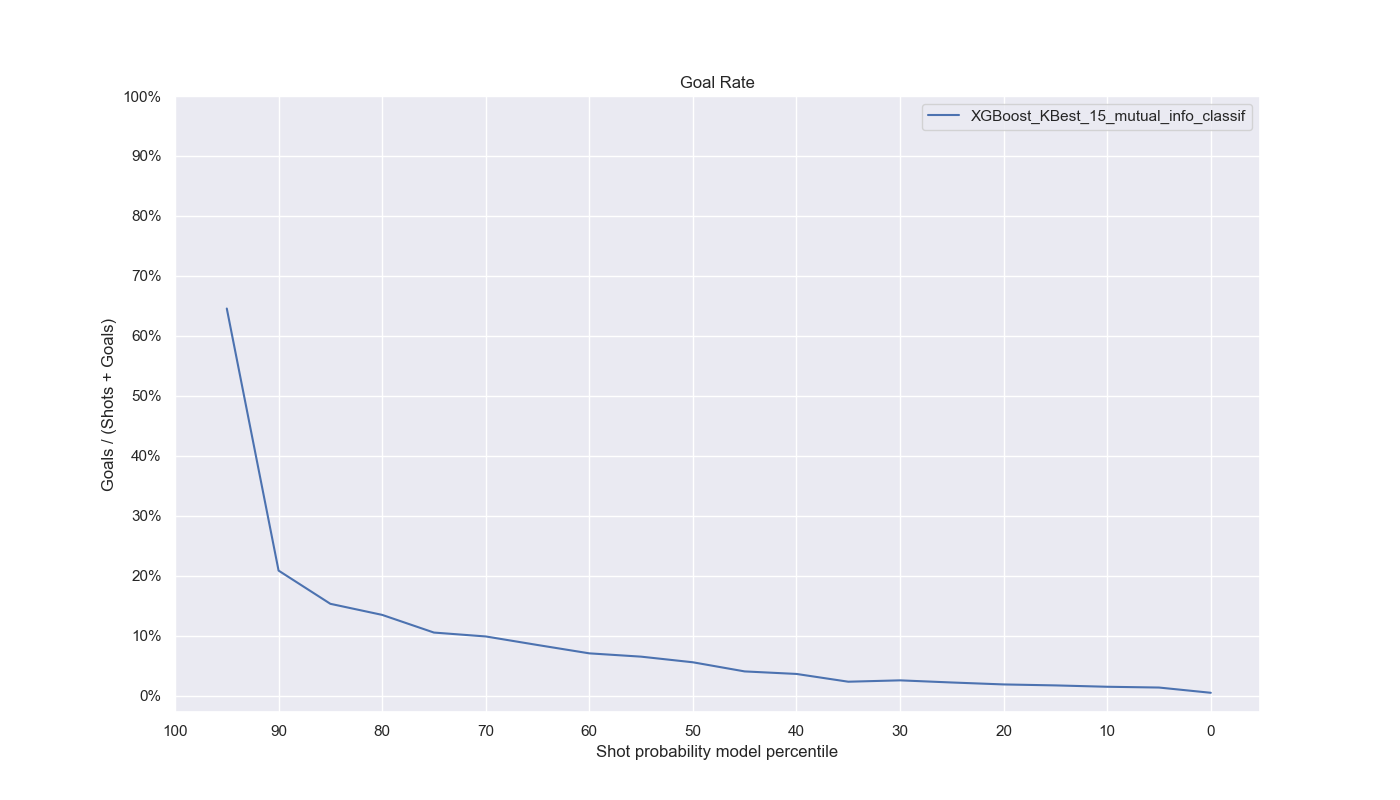 Goal Rate
XGBoost_KBest_15_mutual_info_classif
100%
90%
80%
70%
60%
50%
40%
30%
20%
10%
0%
Goals / (Shots + Goals)
100 90 80 70 60 50 40 30 20 10 0
Shot probability model percentile